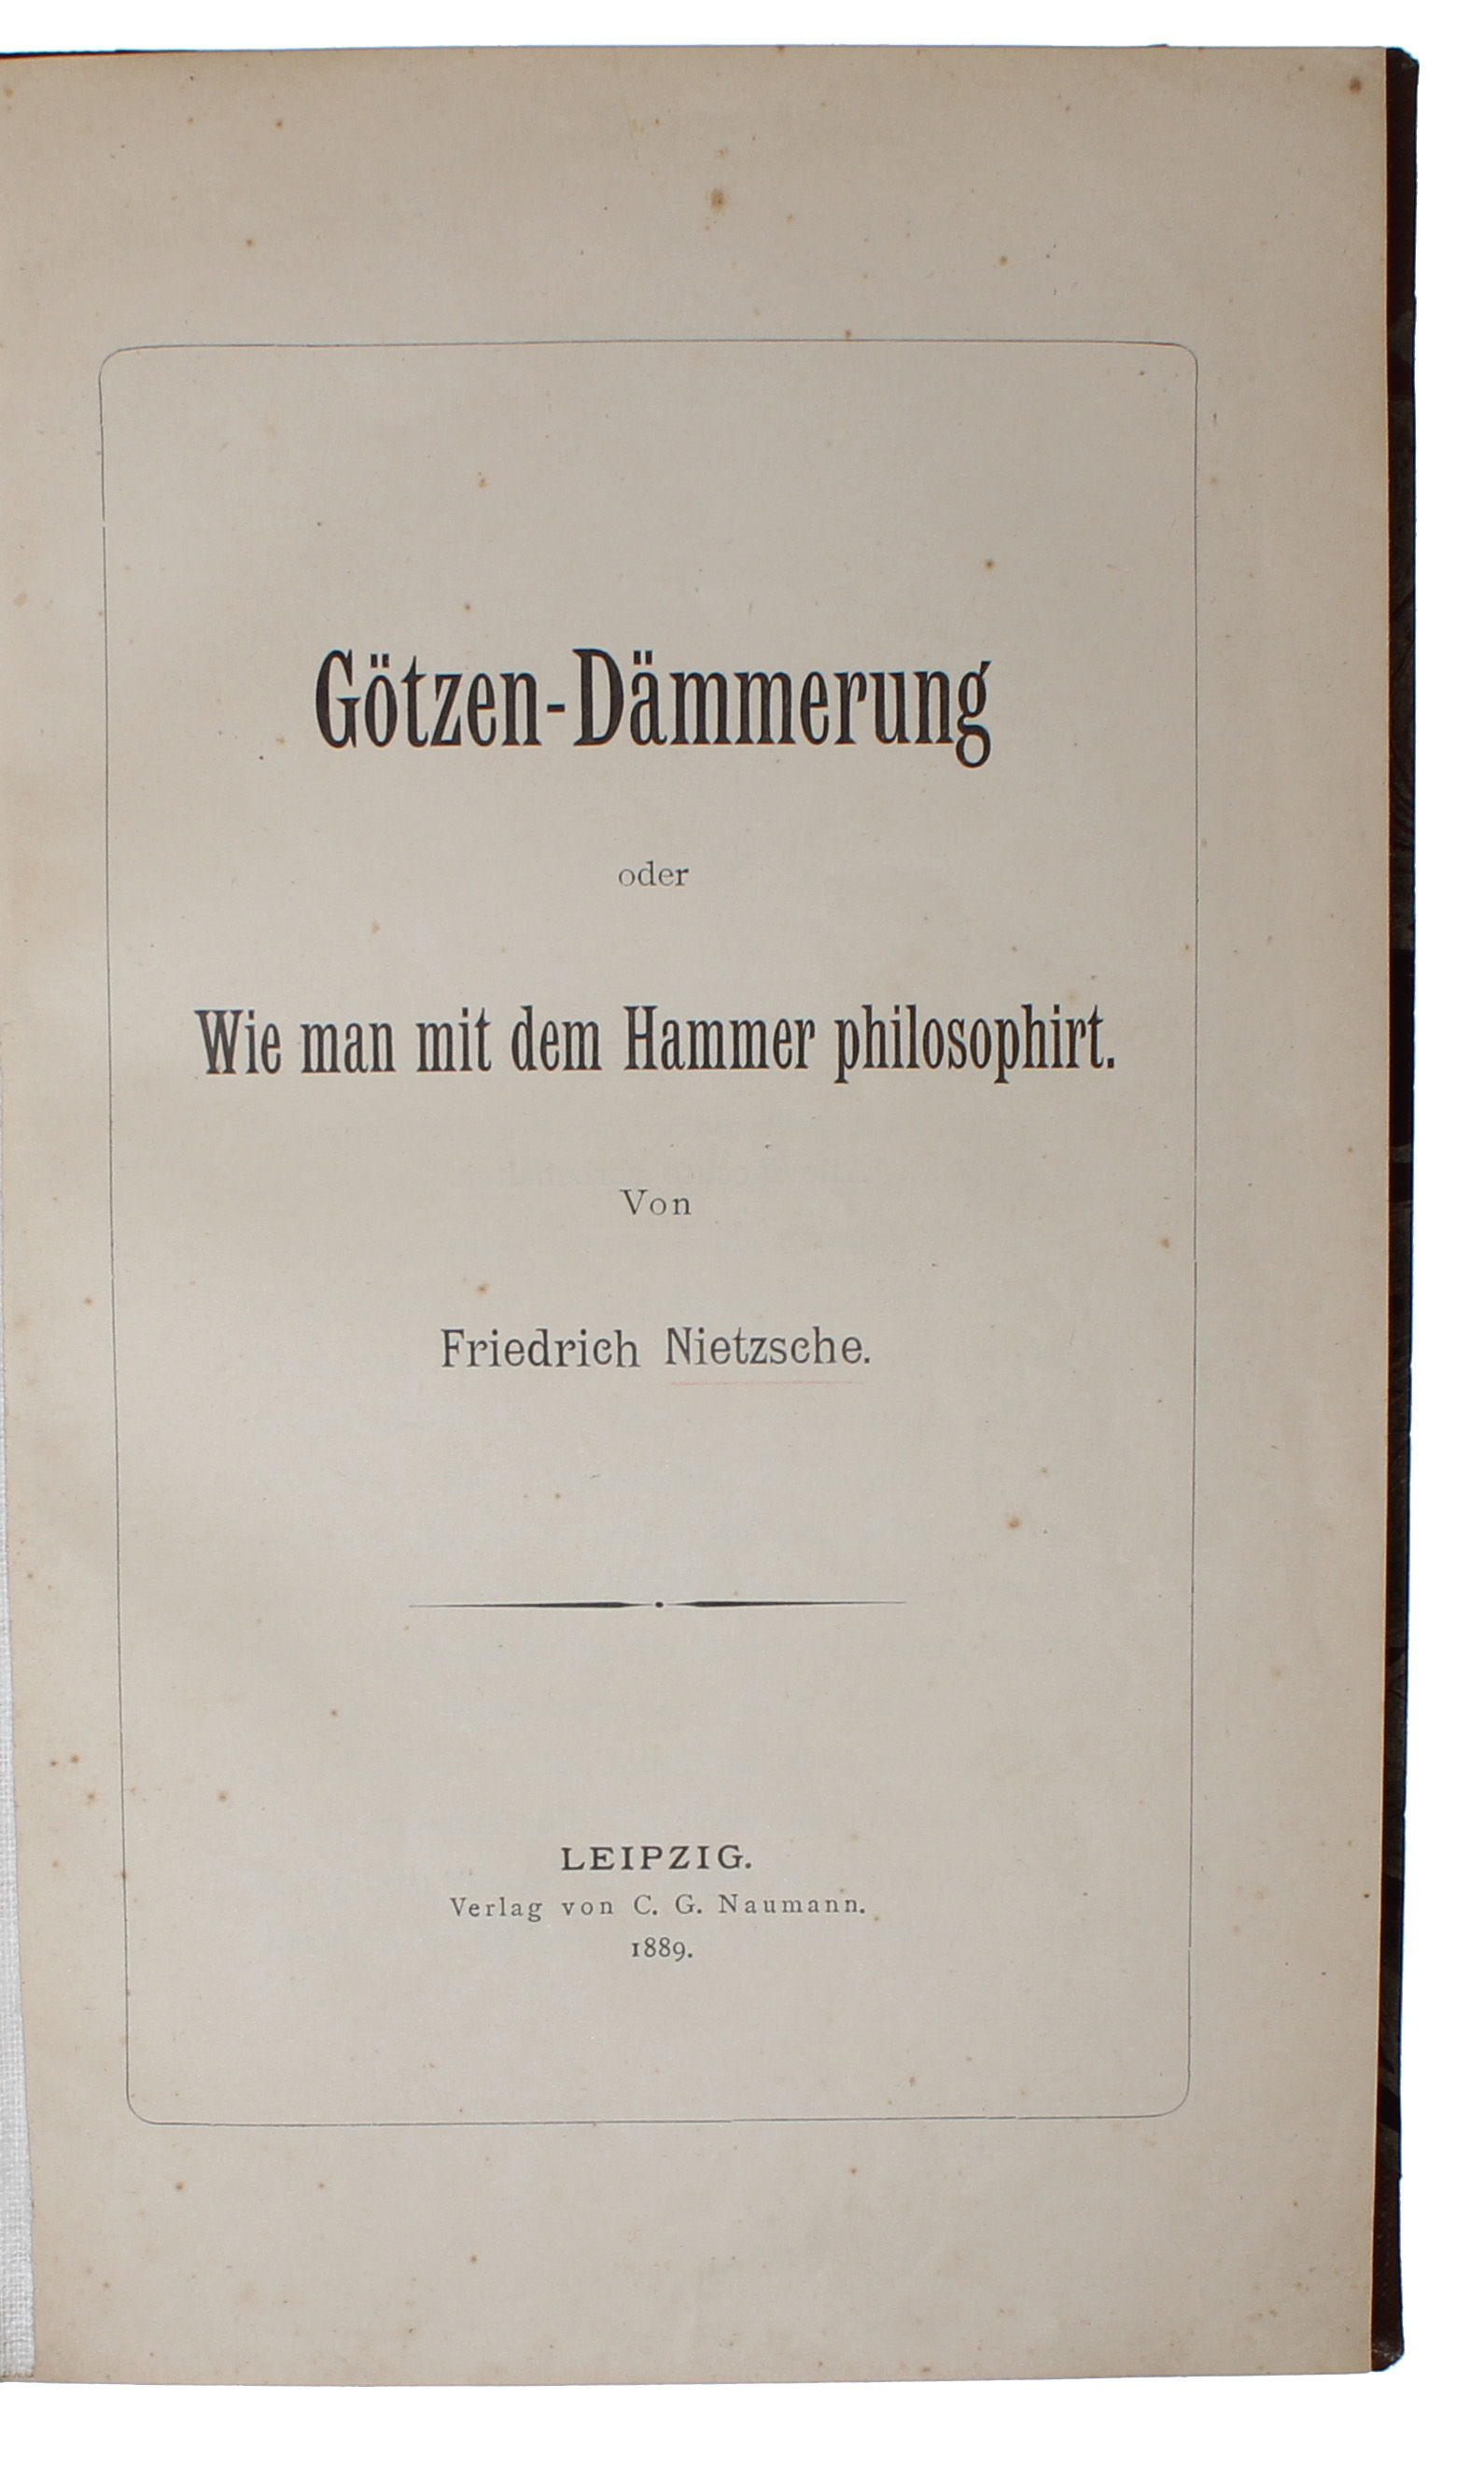 Götzen-Dämmerung
oder
Wie man mit dem Hammer philosophirt.
Von
Friedrich Nietzsche.
LEIPZIG.
Verlag von C. G. Naumann.
1889.